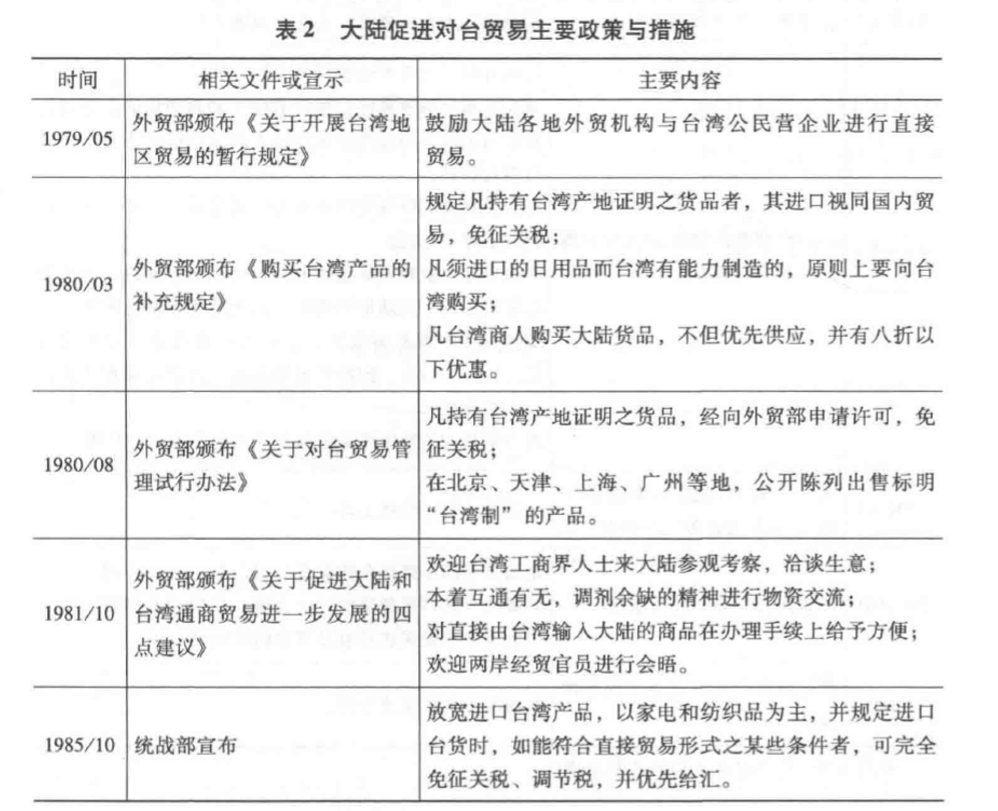 表 2 大陆促进对台贸易主要政策与措施
时间 相关文件或宣示 主要内容
1979/05
外贸部颁布《关于开展台湾地
区贸易的暂行规定》
鼓励大陆各地外贸机构与台湾公民营企业进行直接
贸易。
1980/03
外贸部颁布《购买台湾产品的
补充规定》
规定凡持有台湾产地证明之货品者，其进口视同国内贸
易，免征关税；
凡须进口的日用品而台湾有能力制造的，原则上要向台
湾购买；
凡台湾商人购买大陆货品，不但优先供应，并有八折以
下优惠。
1980/08
外贸部颁布《关于对台贸易管
理试行办法》
凡持有台湾产地证明之货品，经向外贸部申请许可，免
征关税；
在北京、天津、上海、广州等地，公开陈列出售标明
“台湾制”的产品。
1981/10
外贸部颁布《关于促进大陆和
台湾通商贸易进一步发展的四
点建议》
欢迎台湾工商界人士来大陆参观考察，洽谈生意；
本着互通有无，调剂余缺的精神进行物资交流；
对直接由台湾输入大陆的商品在办理手续上给予方便；
欢迎两岸经贸官员进行会晤。
1985/10
统战部宣布
放宽进口台湾产品，以家电和纺织品为主，并规定进口
台货时，如能符合直接贸易形式之某些条件者，可完全
免征关税、调节税，并优先给汇。